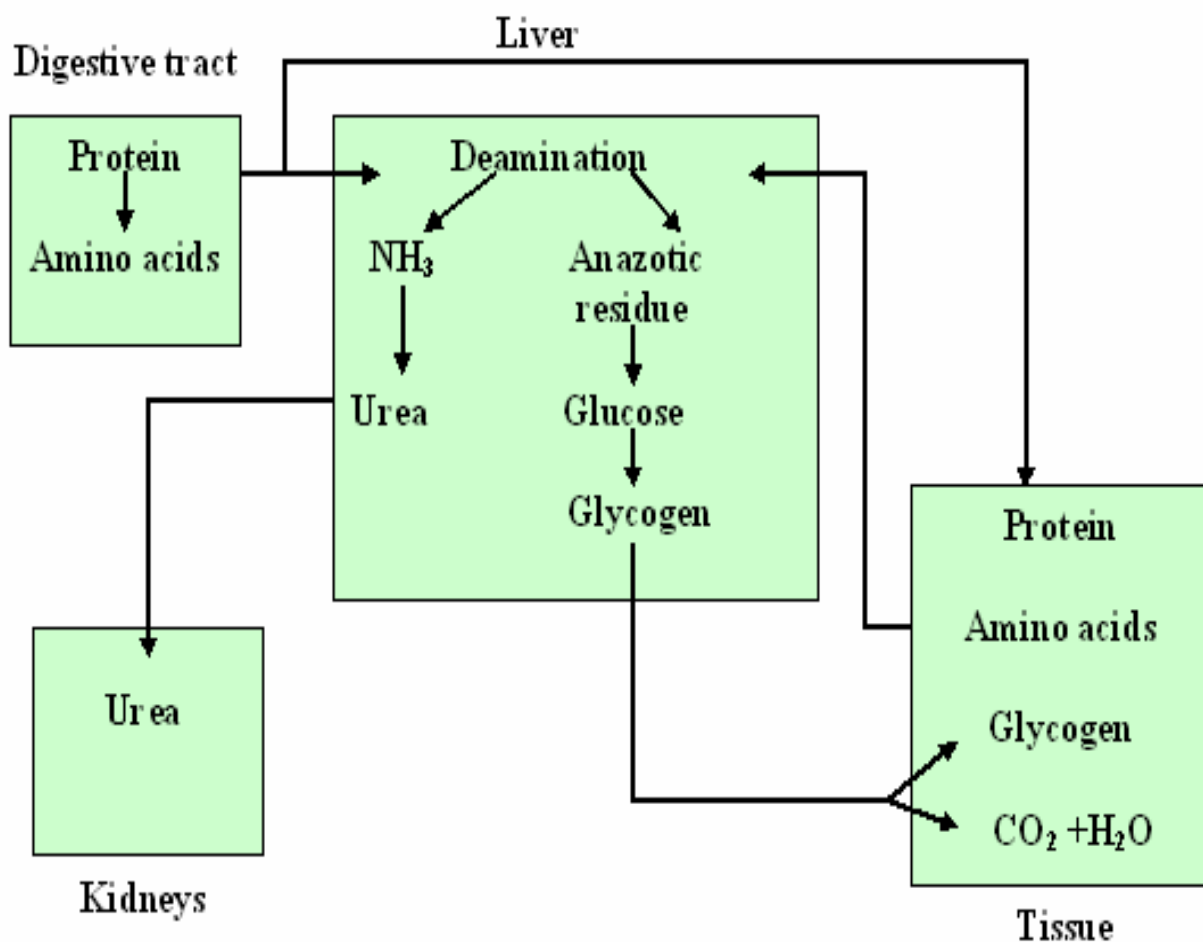 Liver
Digestive tract
Protein
Amino acids
Deamination
NH₃
Anazotic
residue
Urea
Glucose
Glycogen
Urea
Kidneys
Protein
Amino acids
Glycogen
CO₂ +H₂O
Tissue